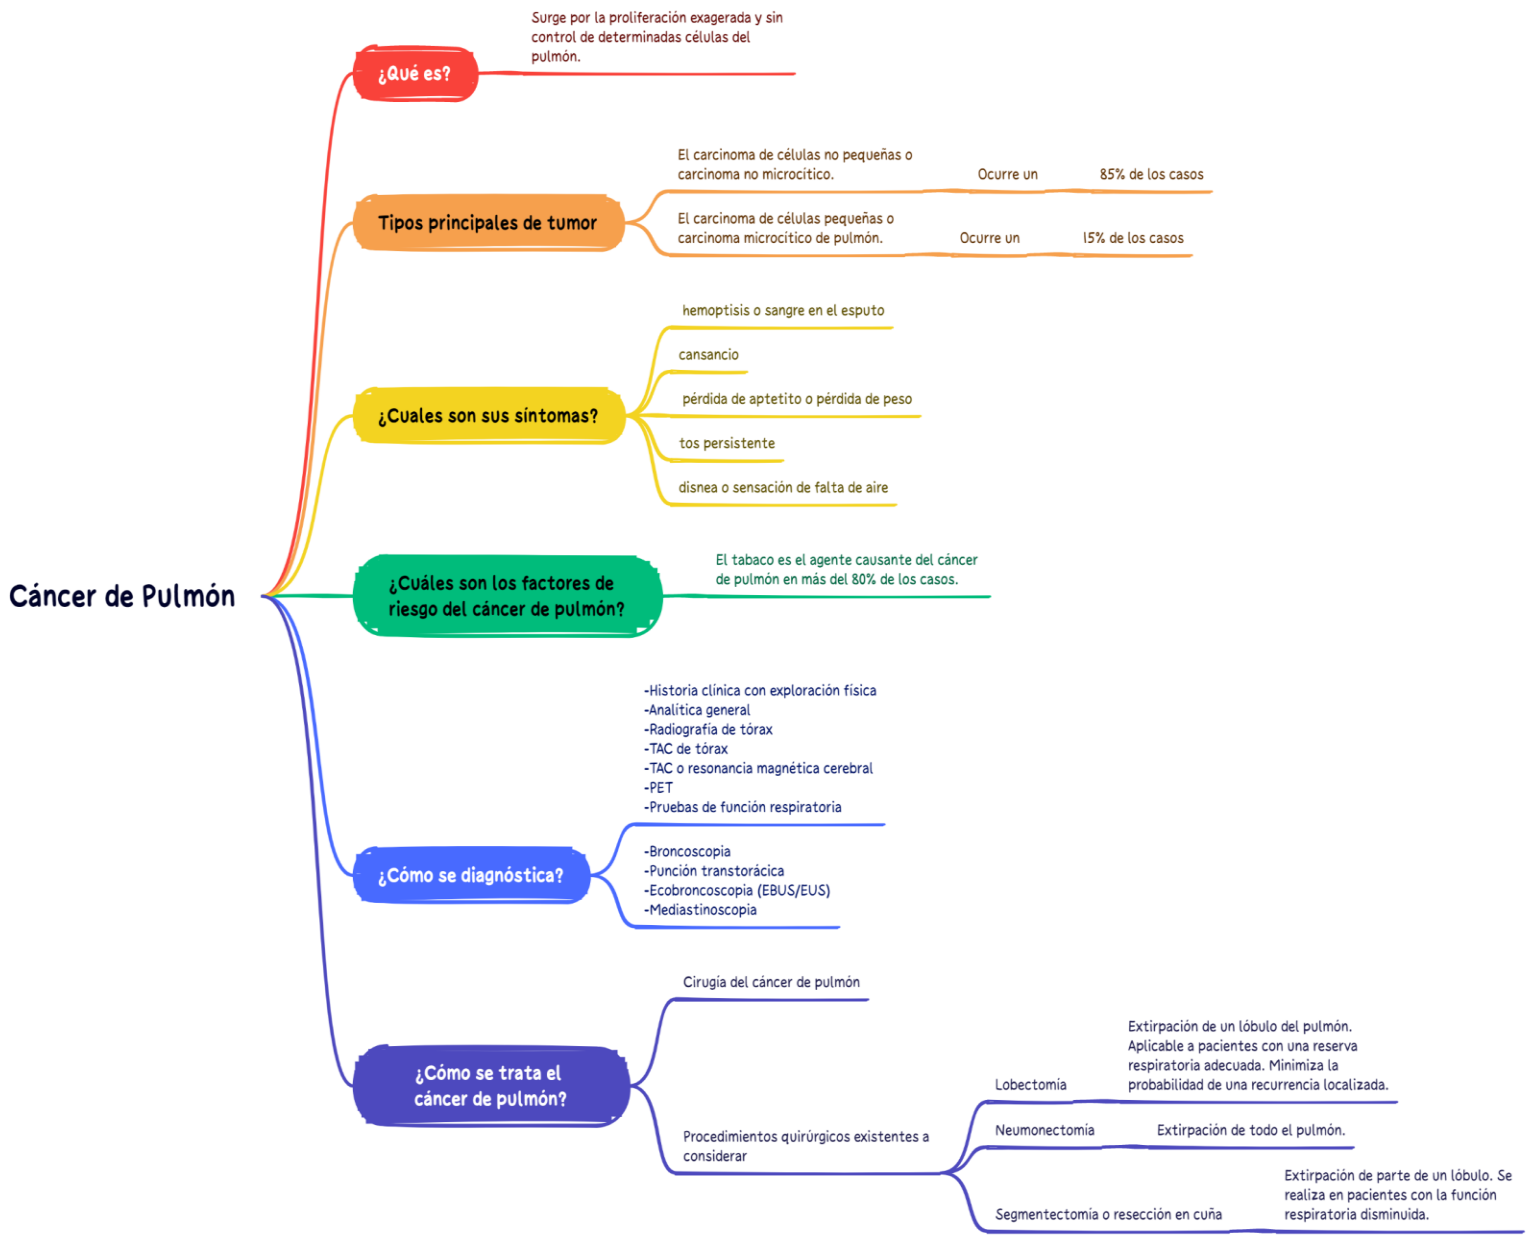 Cáncer de Pulmón
¿Qué es?
Surge por la proliferación exagerada y sin
control de determinadas células del
pulmón.
Tipos principales de tumor
El carcinoma de células no pequeñas o
carcinoma no microcítico.
Ocurre un
85% de los casos
El carcinoma de células pequeñas o
carcinoma microcítico de pulmón.
Ocurre un
15% de los casos
¿Cuales son sus síntomas?
hemoptisis o sangre en el esputo
cansancio
pérdida de aptetito o pérdida de peso
tos persistente
disnea o sensación de falta de aire
¿Cuáles son los factores de
riesgo del cáncer de pulmón?
El tabaco es el agente causante del cáncer
de pulmón en más del 80% de los casos.
¿Cómo se diagnóstica?
-Historia clínica con exploración física
-Analítica general
-Radiografía de tórax
-TAC de tórax
-TAC o resonancia magnética cerebral
-PET
-Pruebas de función respiratoria
-Broncoscopia
-Punción transtorácica
-Ecobroncoscopia (EBUS/EUS)
-Mediastinoscopia
¿Cómo se trata el
cáncer de pulmón?
Cirugía del cáncer de pulmón
Procedimientos quirúrgicos existentes a
considerar
Lobectomía
Extirpación de un lóbulo del pulmón.
Aplicable a pacientes con una reserva
respiratoria adecuada. Minimiza la
probabilidad de una recurrencia localizada.
Neumonectomía
Extirpación de todo el pulmón.
Segmentectomía o resección en cuña
Extirpación de parte de un lóbulo. Se
realiza en pacientes con la función
respiratoria disminuida.